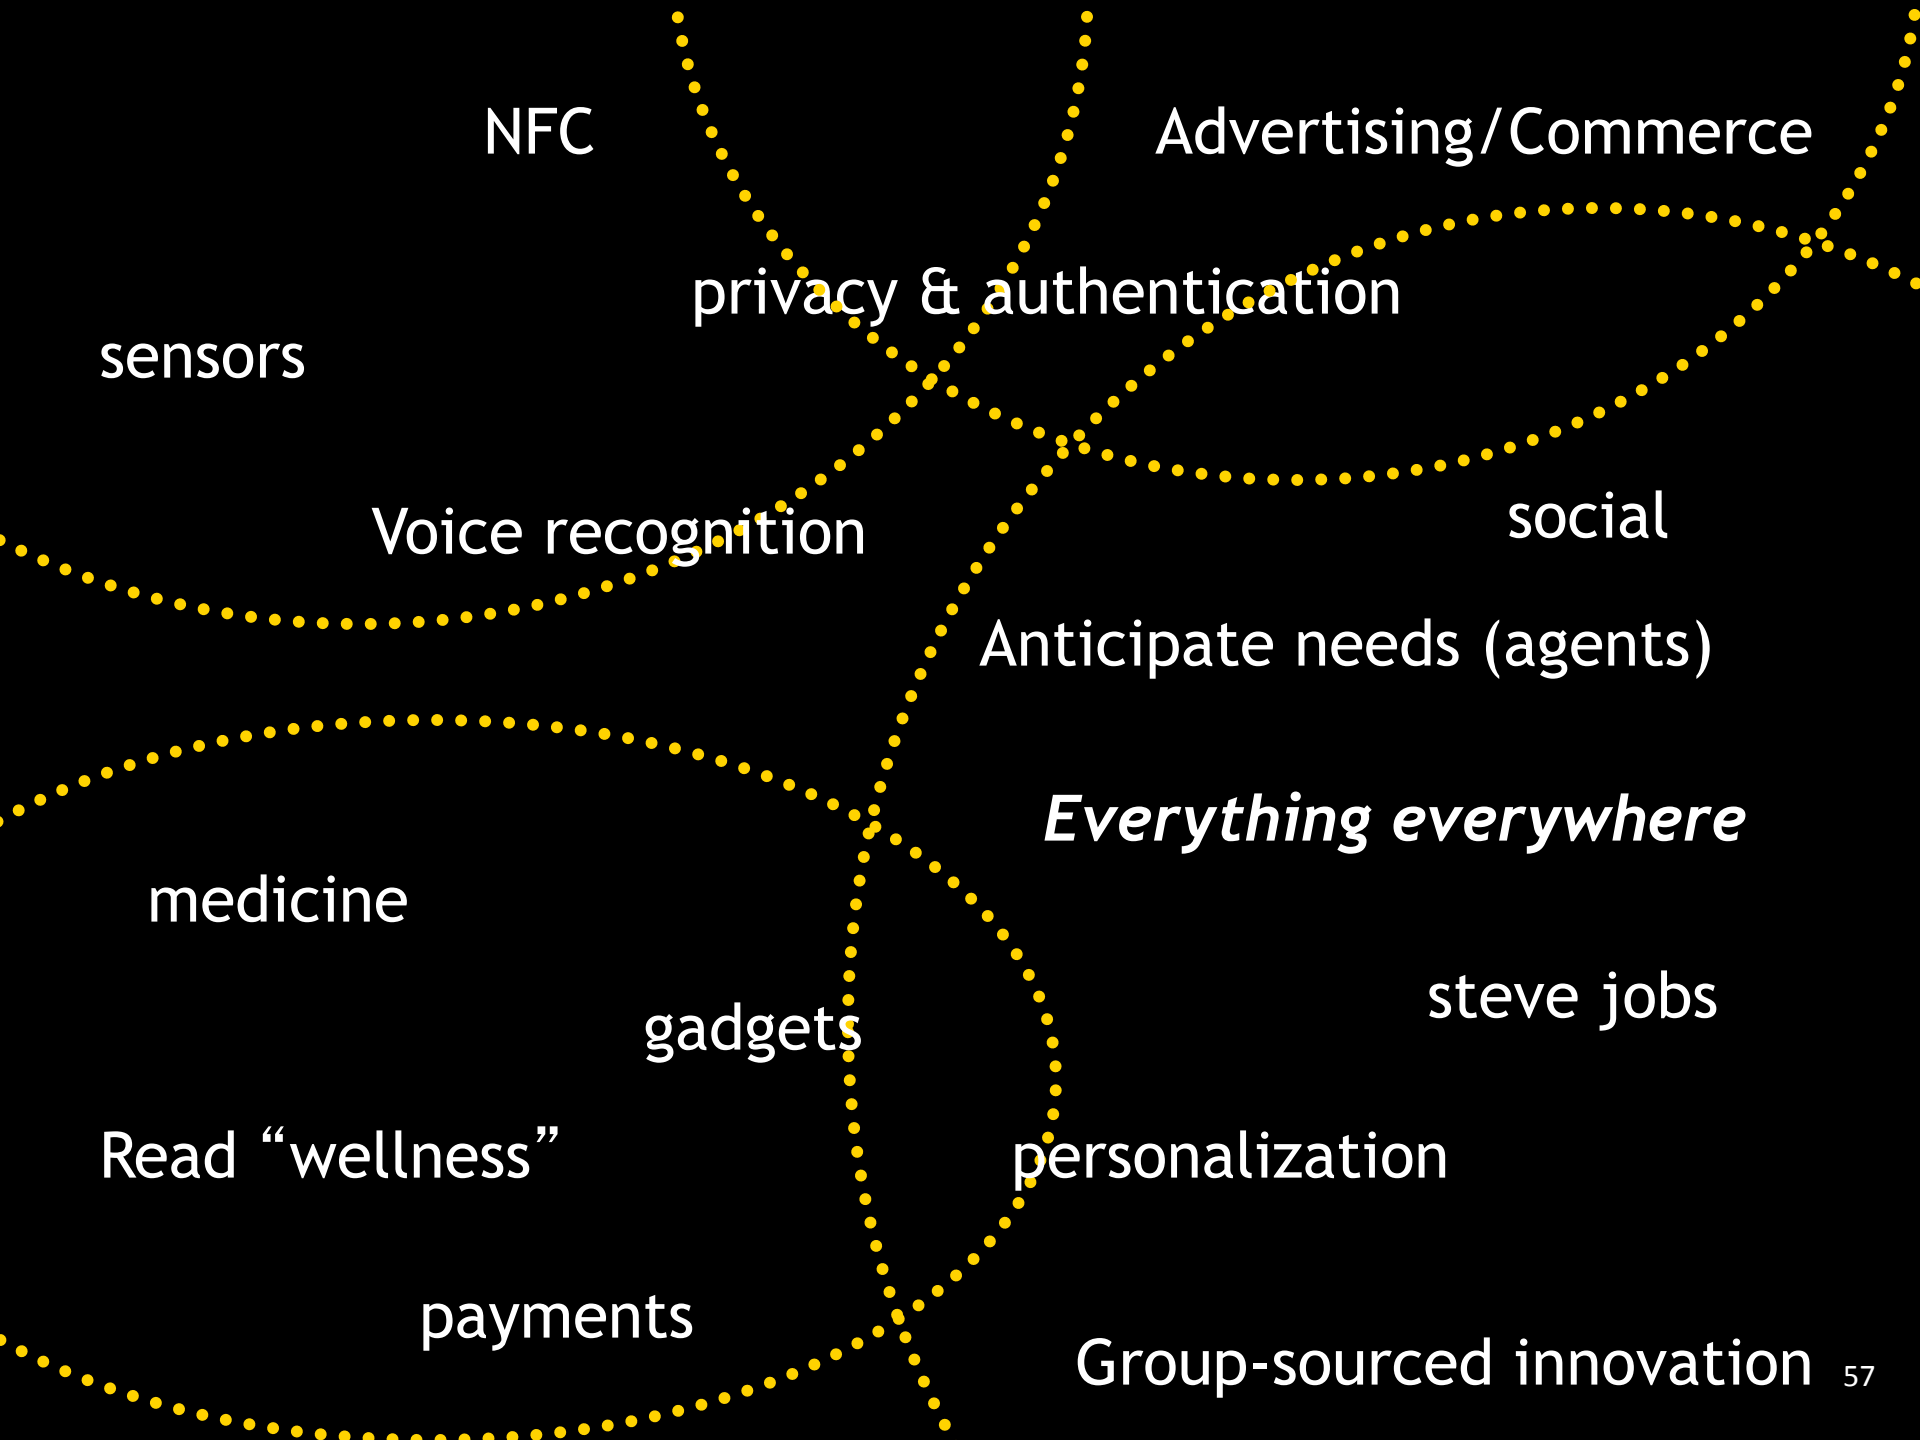 NFC
Advertising/Commerce
privacy & authentication
sensors
Voice recognition
social
Anticipate needs (agents)
Everything everywhere
medicine
steve jobs
gadgets
Read “wellness”
personalization
payments
Group-sourced innovation
57